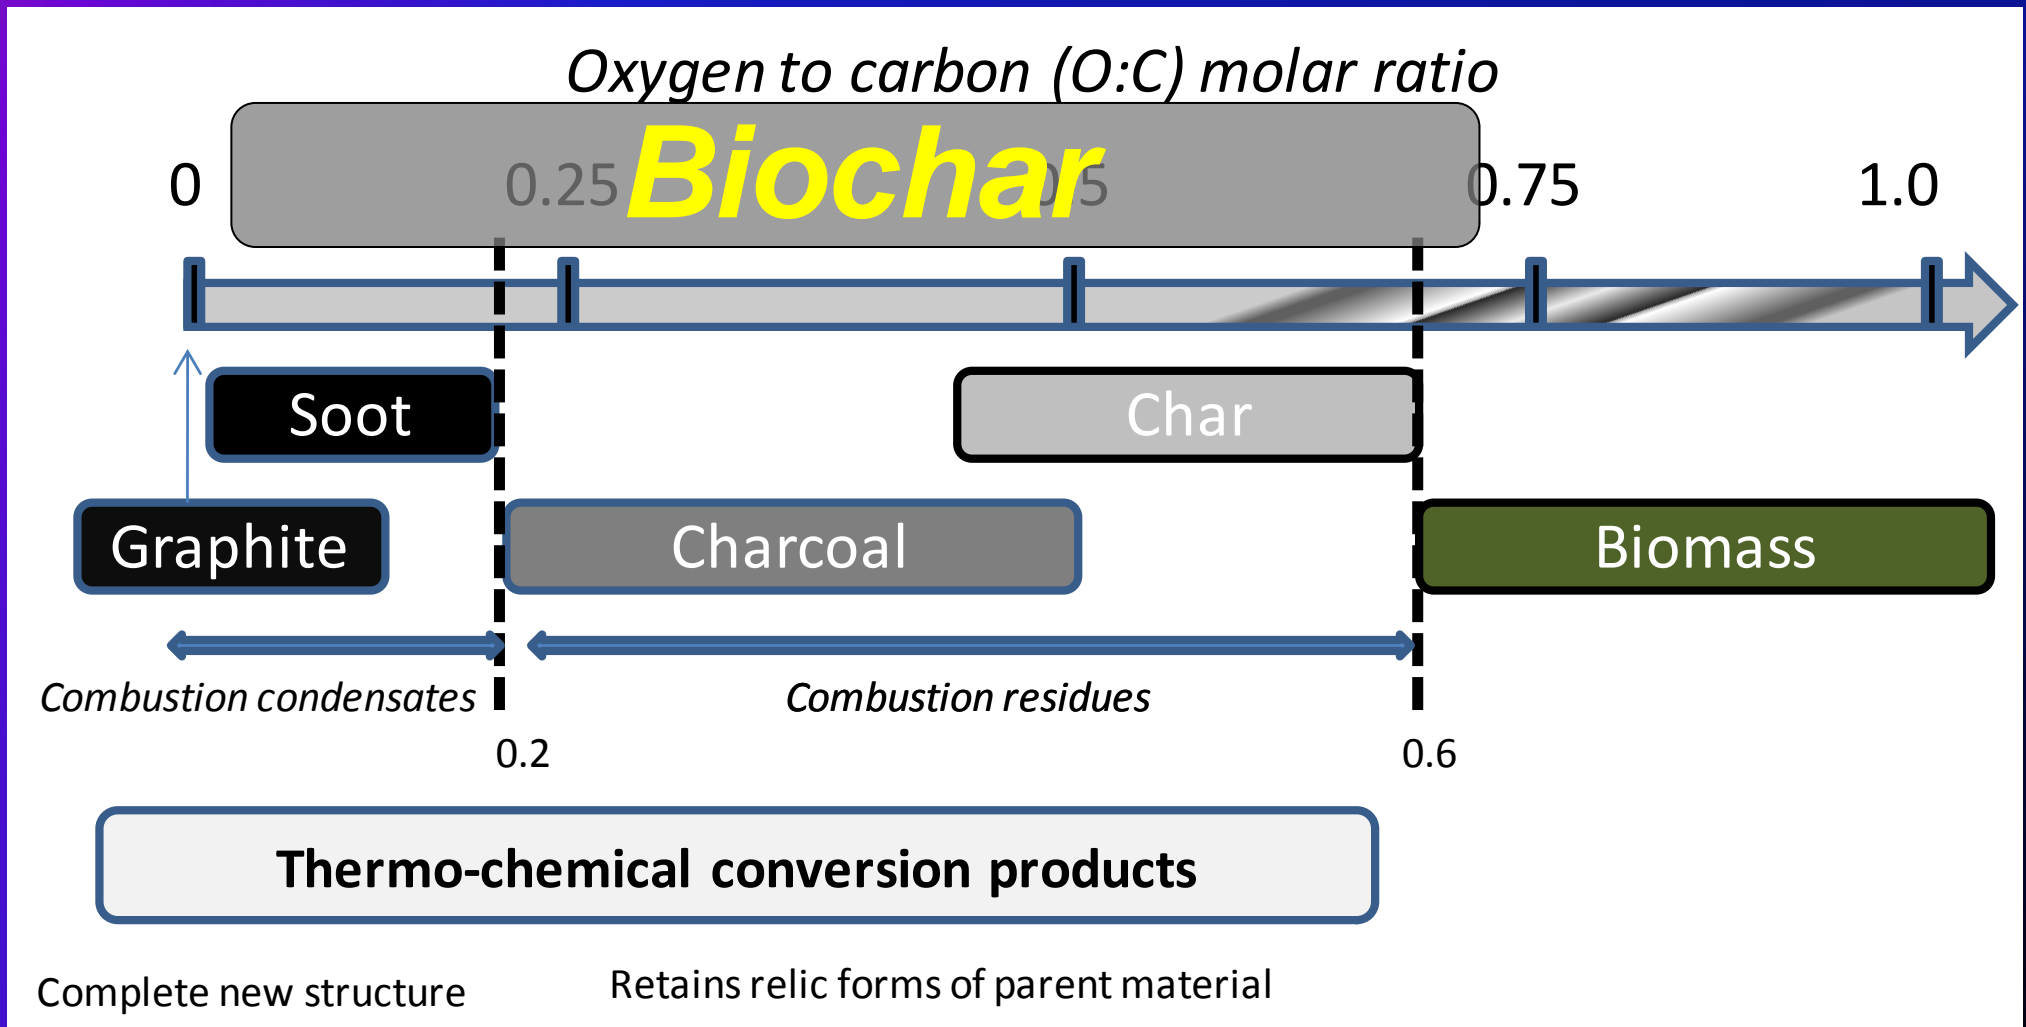 Oxygen to carbon (O:C) molar ratio
Biochar
0 0.25 0.5 0.75 1.0
Soot Char
Graphite Charcoal Biomass
Combustion condensates Combustion residues
0.2 0.6
Thermo-chemical conversion products
Complete new structure Retains relic forms of parent material